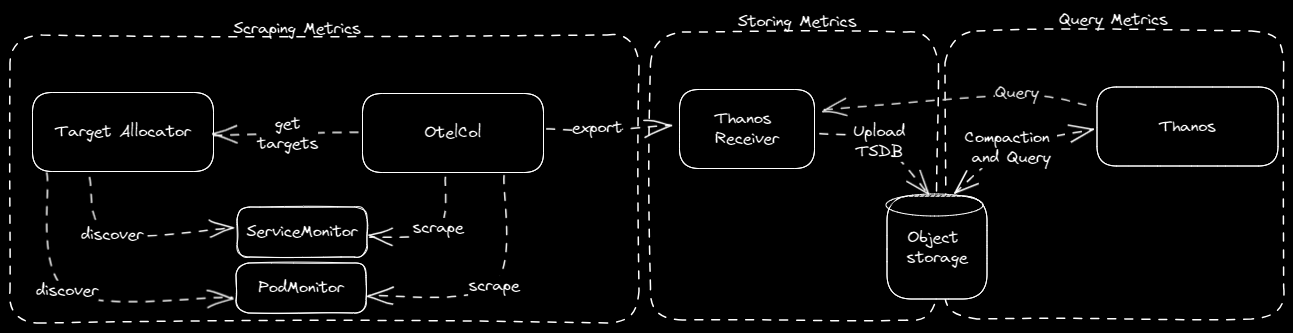 Scraping Metrics
Storing Metrics
Query Metrics
Target Allocator
get
targets
OtelCol
export
Thanos
Receiver
Query
Upload
TSDB
Compaction
and Query
Thanos
discover
ServiceMonitor
scrape
Object
storage
discover
PodMonitor
scrape